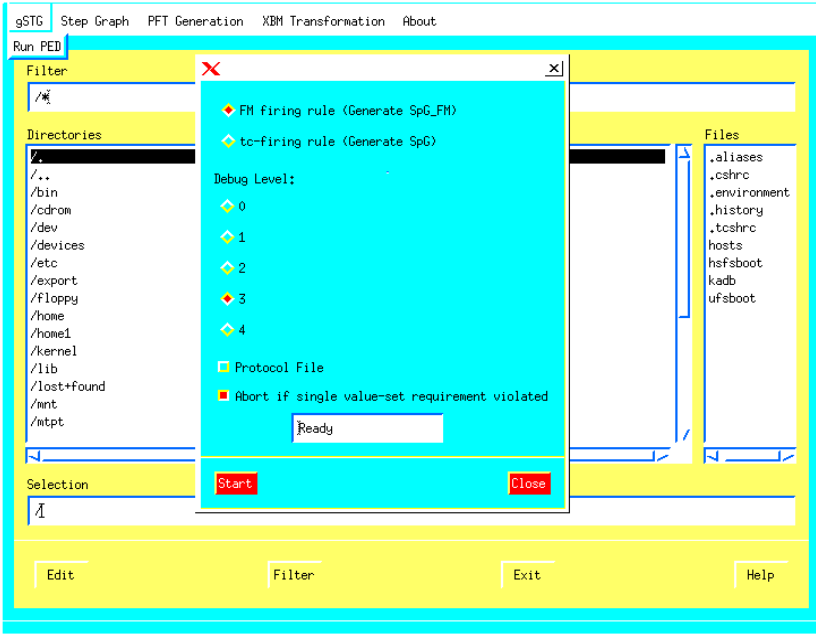 gSTG Step Graph PFT Generation XBM Transformation About
Run PED
Filter
/*
Directories
/.
/..
/bin
/cdrom
/dev
/devices
/etc
/export
/floppy
/home
/home1
/kernel
/lib
/lost+found
/mnt
/mtpt
FM firing rule (Generate SpG_FM)
tc-firing rule (Generate SpG)
Debug Level:
0
1
2
3
4
Protocol File
Abort if single value-set requirement violated
Ready
Start Close
Files
.aliases
.cshrc
.environment
.history
.tcshrc
hosts
hsfsboot
kadb
ufsboot
Selection
/
Edit Filter Exit Help